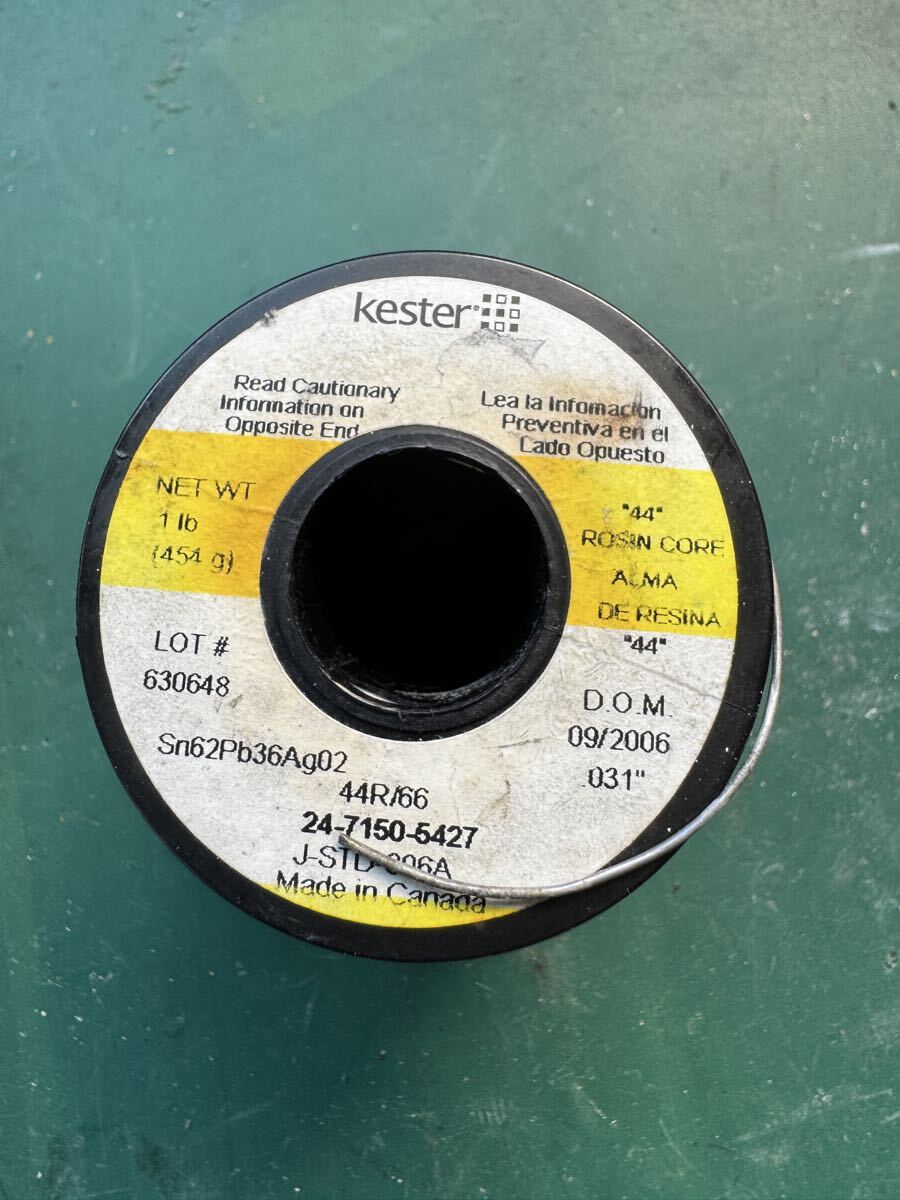 kester
Read Cautionary
Information on
Opposite End
Lea la Infomacion
Preventiva en el
Lado Opuesto
NET WT
1 lb
(454 g)
"44"
ROSIN CORE
ALMA
DE RESINA
"44"
LOT #
630648
D.O.M.
09/2006
.031"
Sn62Pb36Ag02
44R/66
24-7150-5427
J-STD-006A
Made in Canada